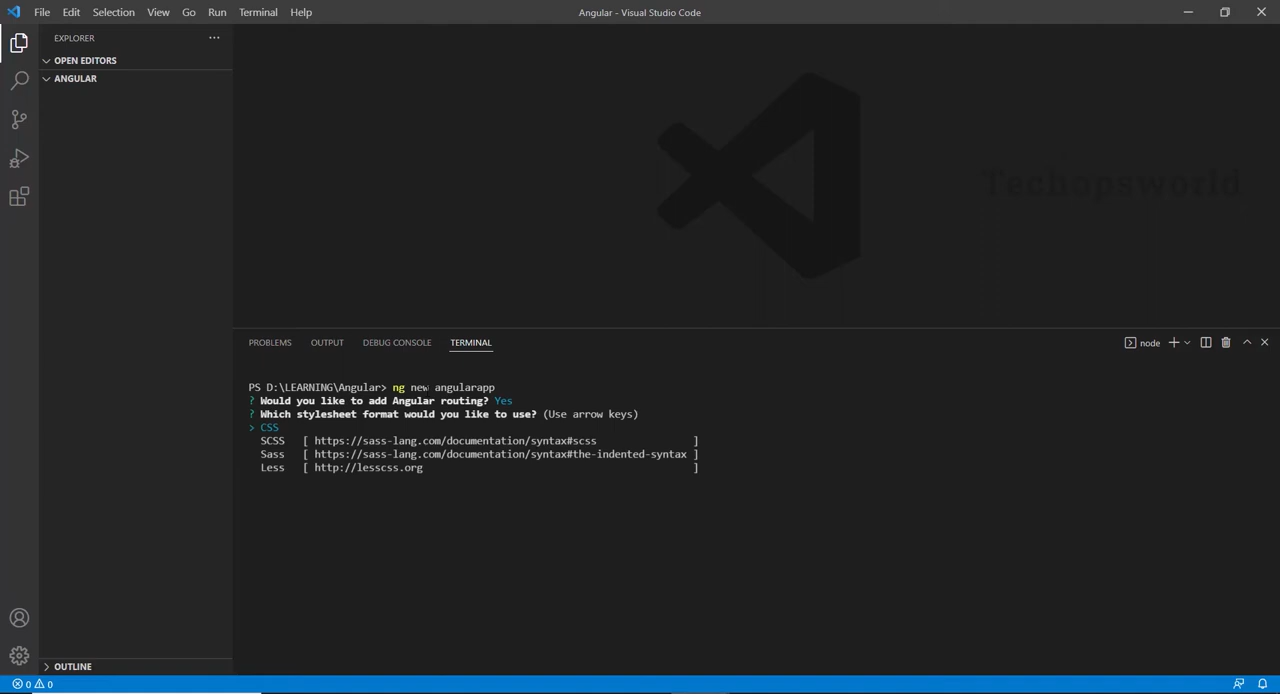 File Edit Selection View Go Run Terminal Help
Angular - Visual Studio Code
EXPLORER
OPEN EDITORS
ANGULAR
Techopsworld
PROBLEMS OUTPUT DEBUG CONSOLE TERMINAL
node
PS D:\LEARNING\Angular> ng new angularapp
? Would you like to add Angular routing? Yes
? Which stylesheet format would you like to use? (Use arrow keys)
> CSS
SCSS [ https://sass-lang.com/documentation/syntax#scss ]
Sass [ https://sass-lang.com/documentation/syntax#the-indented-syntax ]
Less [ http://lesscss.org ]
OUTLINE
0 0